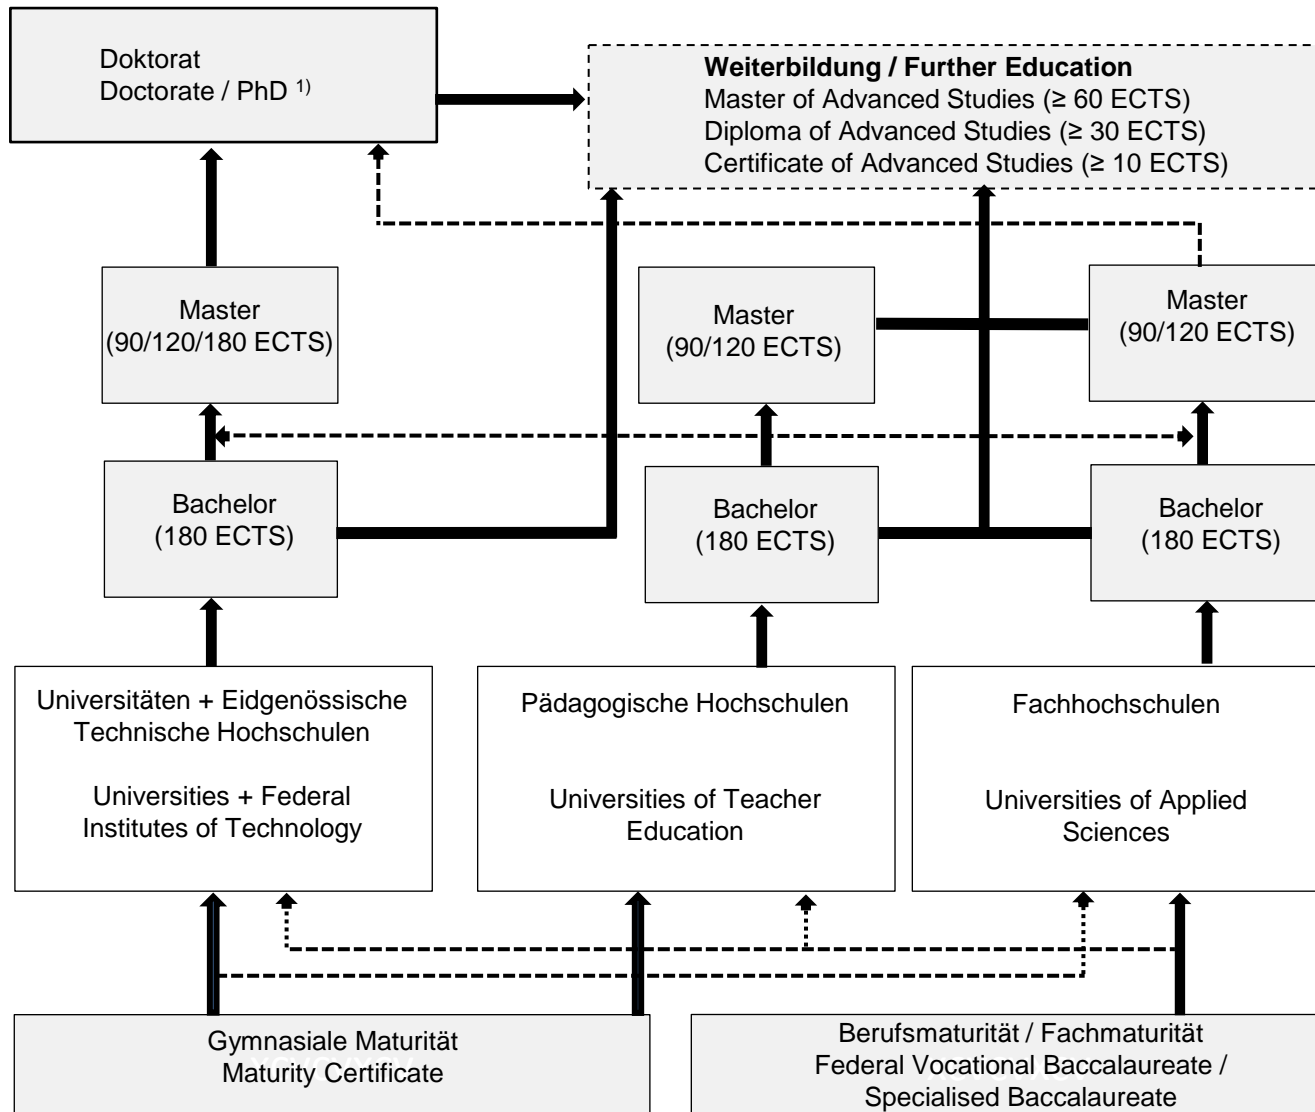 Doktorat
Doctorate / PhD 1)
Weiterbildung / Further Education
Master of Advanced Studies (≥ 60 ECTS)
Diploma of Advanced Studies (≥ 30 ECTS)
Certificate of Advanced Studies (≥ 10 ECTS)
Master
(90/120/180 ECTS)
Master
(90/120 ECTS)
Master
(90/120 ECTS)
Bachelor
(180 ECTS)
Bachelor
(180 ECTS)
Bachelor
(180 ECTS)
Universitäten + Eidgenössische
Technische Hochschulen
Universities + Federal
Institutes of Technology
Pädagogische Hochschulen
Universities of Teacher
Education
Fachhochschulen
Universities of Applied
Sciences
Gymnasiale Maturität
Maturity Certificate
Berufsmaturität / Fachmaturität
Federal Vocational Baccalaureate /
Specialised Baccalaureate